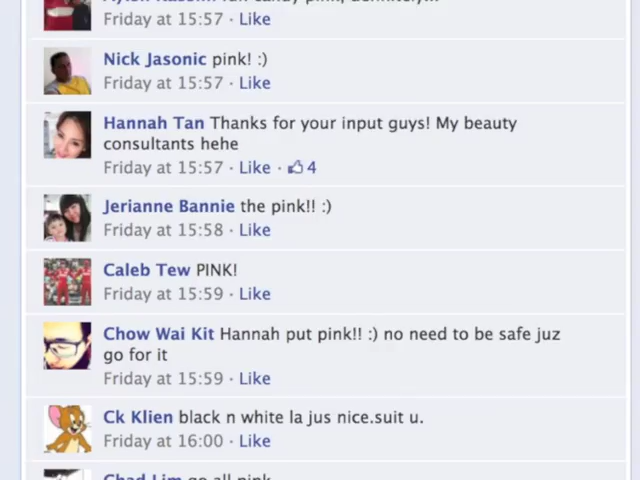 Friday at 15:57 · Like
Nick Jasonic pink! :)
Friday at 15:57 · Like
Hannah Tan Thanks for your input guys! My beauty
consultants hehe
Friday at 15:57 · Like · 4
Jerianne Bannie the pink!! :)
Friday at 15:58 · Like
Caleb Tew PINK!
Friday at 15:59 · Like
Chow Wai Kit Hannah put pink!! :) no need to be safe juz
go for it
Friday at 15:59 · Like
Ck Klien black n white la jus nice.suit u.
Friday at 16:00 · Like
Chad Lim go all pink